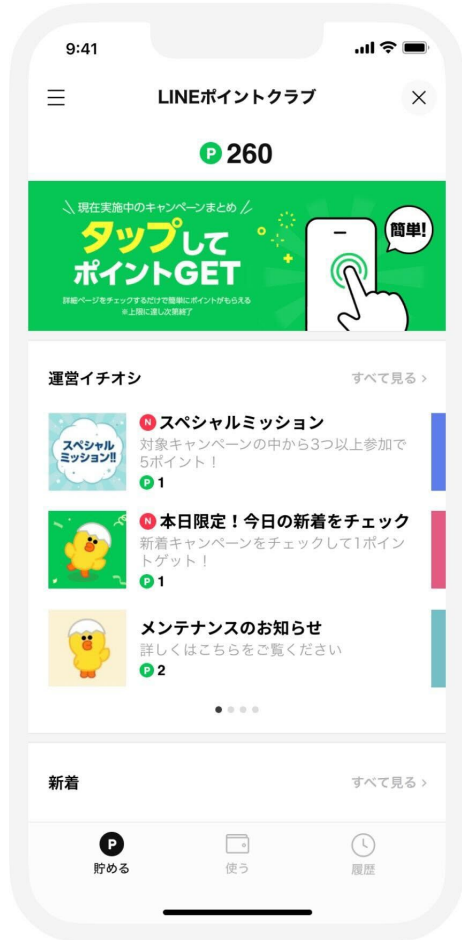 9:41
LINEポイントクラブ
P 260
現在実施中のキャンペーンまとめ
タップして
ポイントGET
簡単!
詳細ページをチェックするだけで簡単にポイントがもらえる
※上限に達し次第終了
運営イチオシ
すべて見る >
スペシャル
ミッション!!
N スペシャルミッション
対象キャンペーンの中から3つ以上参加で
5ポイント!
P 1
N 本日限定!今日の新着をチェック
新着キャンペーンをチェックして1ポイン
トゲット!
P 1
メンテナンスのお知らせ
詳しくはこちらをご覧ください
P 2
新着
すべて見る >
P
貯める
使う
履歴